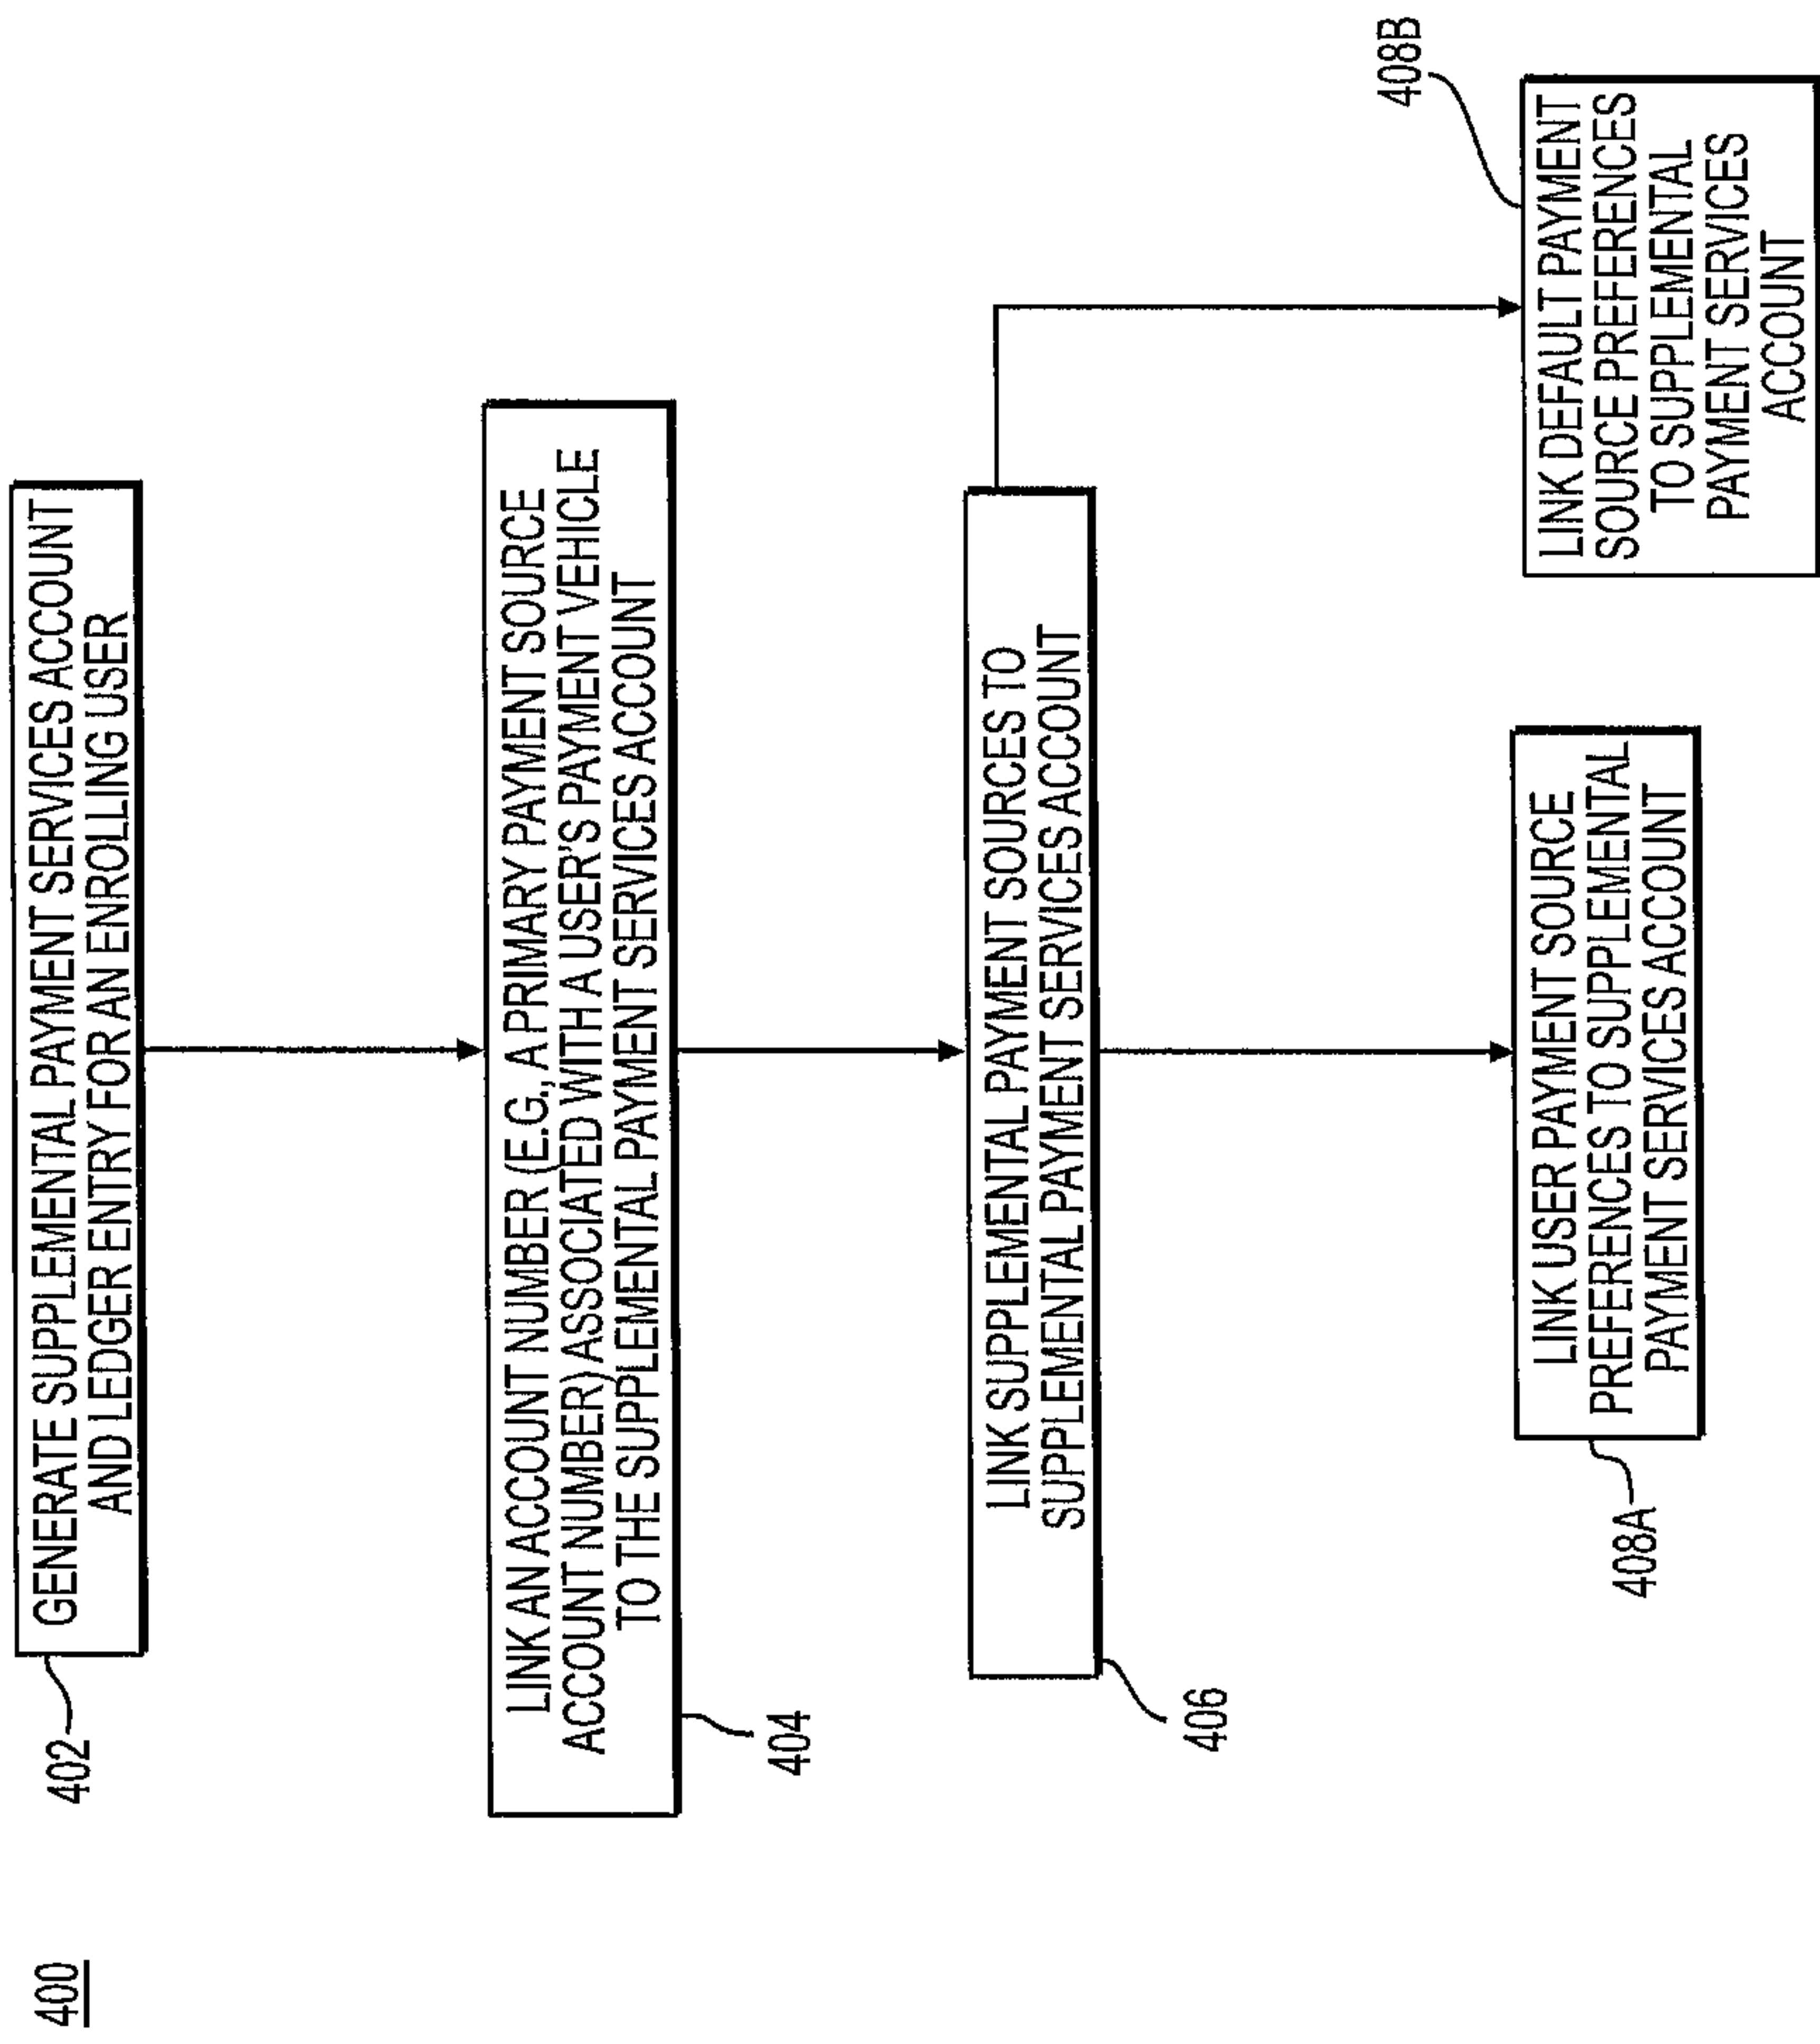 400
402
GENERATE SUPPLEMENTAL PAYMENT SERVICES ACCOUNT
AND LEDGER ENTRY FOR AN ENROLLING USER
LINK AN ACCOUNT NUMBER (E.G., A PRIMARY PAYMENT SOURCE
ACCOUNT NUMBER) ASSOCIATED WITH A USER'S PAYMENT VEHICLE
TO THE SUPPLEMENTAL PAYMENT SERVICES ACCOUNT
404
LINK SUPPLEMENTAL PAYMENT SOURCES TO
SUPPLEMENTAL PAYMENT SERVICES ACCOUNT
406
LINK USER PAYMENT SOURCE
PREFERENCES TO SUPPLEMENTAL
PAYMENT SERVICES ACCOUNT
408A
408B
LINK DEFAULT PAYMENT
SOURCE PREFERENCES
TO SUPPLEMENTAL
PAYMENT SERVICES
ACCOUNT